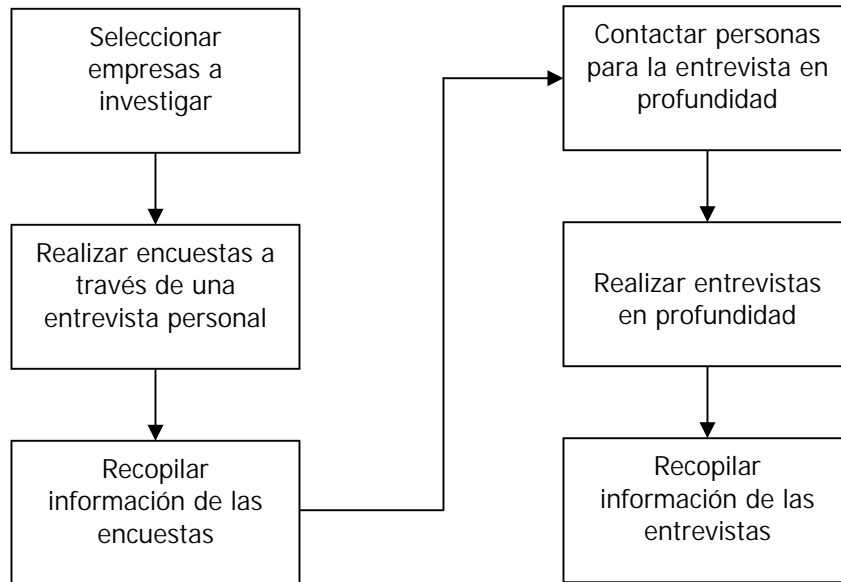 Seleccionar
empresas a
investigar
Realizar encuestas a
través de una
entrevista personal
Recopilar
información de las
encuestas
Contactar personas
para la entrevista en
profundidad
Realizar entrevistas
en profundidad
Recopilar
información de las
entrevistas